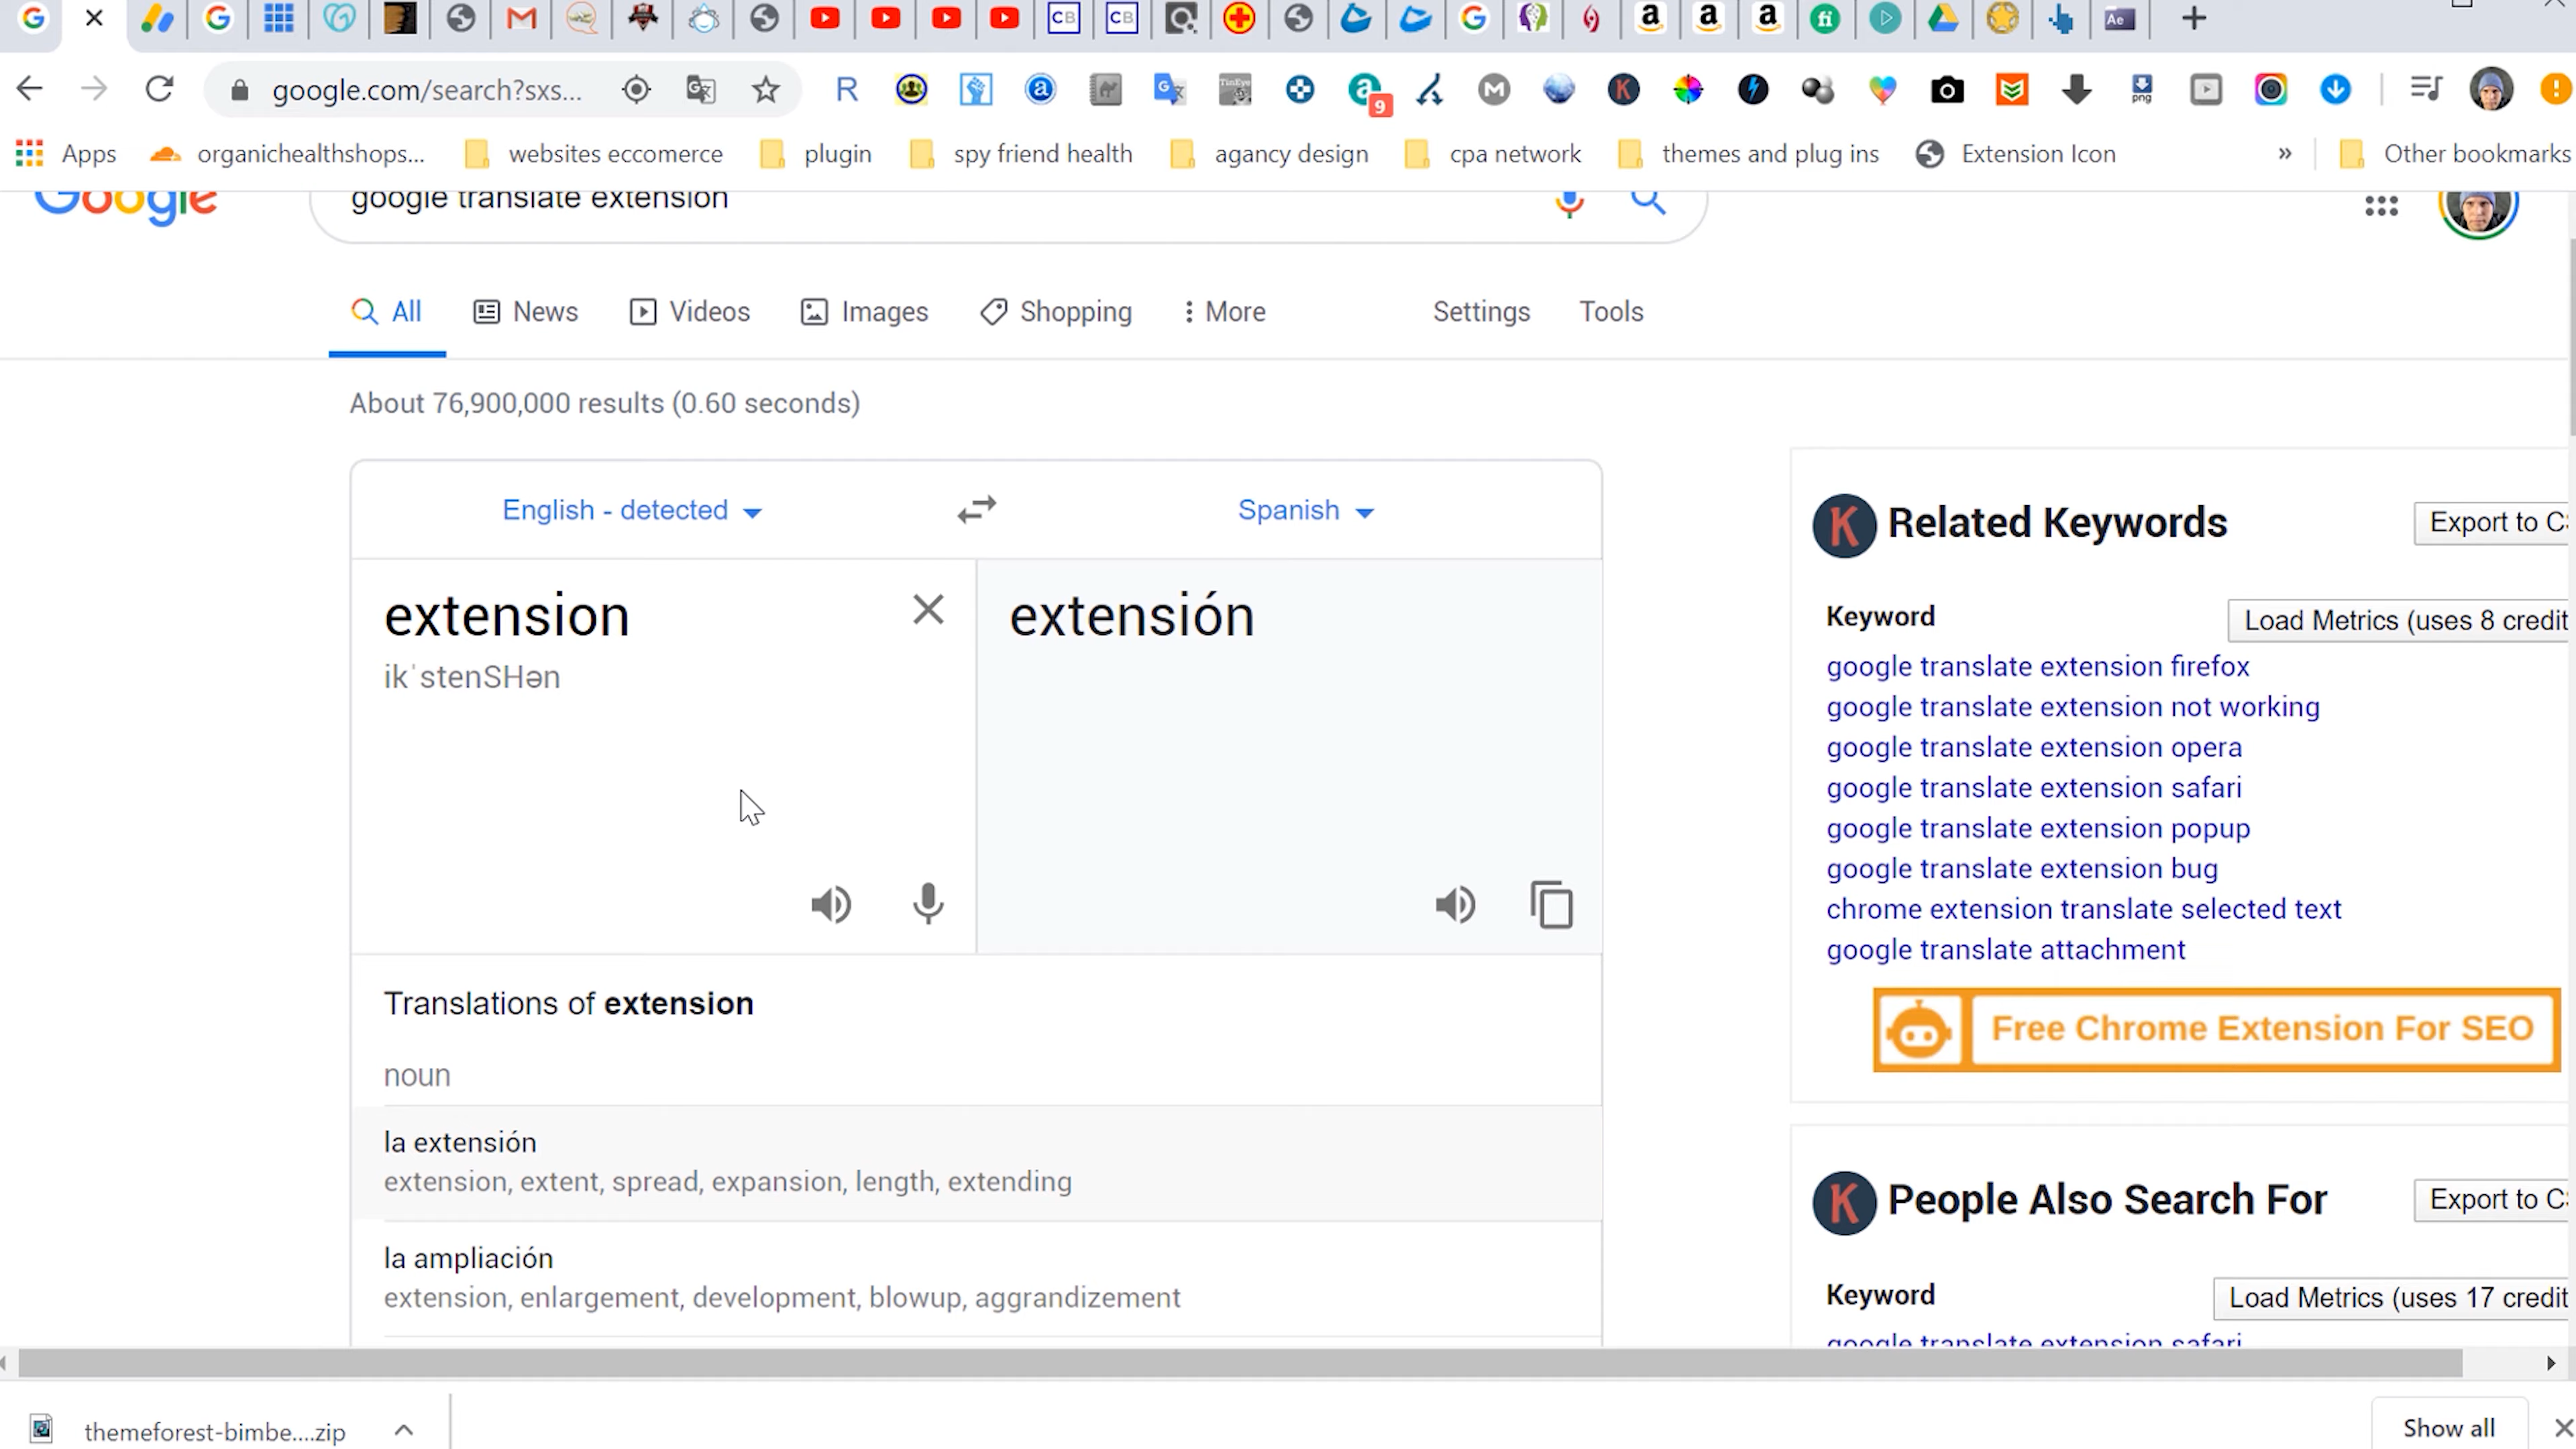 google.com/search?sxs...
9
png
Apps
organichealthshops...
websites eccomerce
plugin
spy friend health
agancy design
cpa network
themes and plug ins
Extension Icon
»
Other bookmarks
Google
google translate extension
All
News
Videos
Images
Shopping
More
Settings
Tools
About 76,900,000 results (0.60 seconds)
English - detected
Spanish
extension
ikˈstenSHən
extensión
Translations of extension
noun
la extensión
extension, extent, spread, expansion, length, extending
la ampliación
extension, enlargement, development, blowup, aggrandizement
K Related Keywords
Export to C
Keyword
Load Metrics (uses 8 credit
google translate extension firefox
google translate extension not working
google translate extension opera
google translate extension safari
google translate extension popup
google translate extension bug
chrome extension translate selected text
google translate attachment
Free Chrome Extension For SEO
K People Also Search For
Export to C
Keyword
Load Metrics (uses 17 credit
google translate extension safari
themeforest-bimbe....zip
Show all